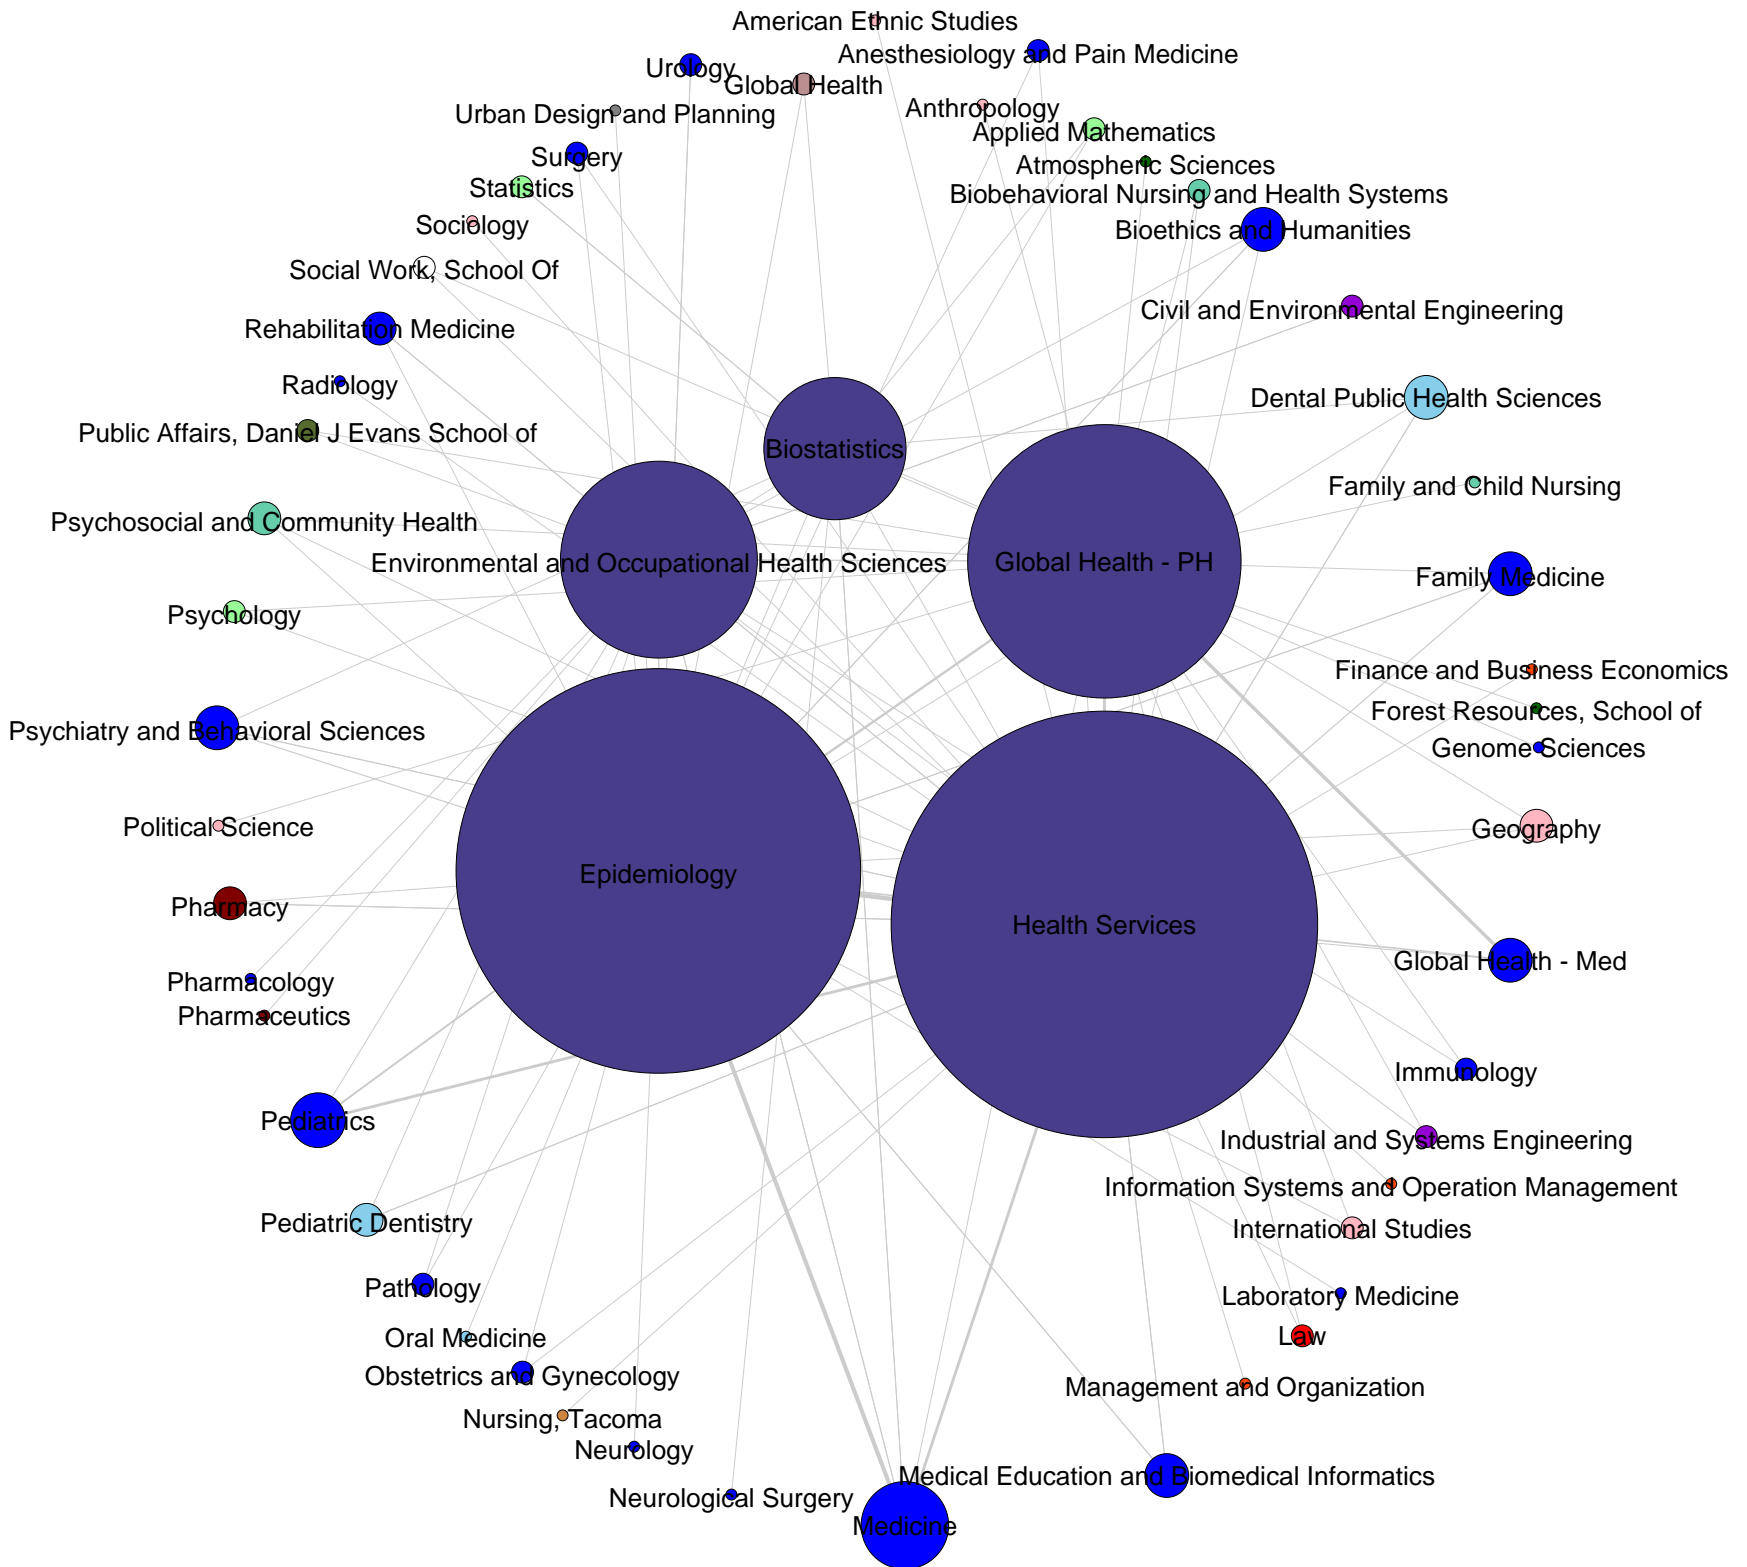 American Ethnic Studies
Anesthesiology and Pain Medicine
Urology
Global Health
Anthropology
Urban Design and Planning
Applied Mathematics
Surgery
Atmospheric Sciences
Statistics
Biobehavioral Nursing and Health Systems
Sociology
Bioethics and Humanities
Social Work, School Of
Civil and Environmental Engineering
Rehabilitation Medicine
Radiology
Dental Public Health Sciences
Public Affairs, Daniel J Evans School of
Biostatistics
Family and Child Nursing
Psychosocial and Community Health
Environmental and Occupational Health Sciences
Global Health - PH
Family Medicine
Psychology
Finance and Business Economics
Forest Resources, School of
Psychiatry and Behavioral Sciences
Genome Sciences
Political Science
Geography
Epidemiology
Pharmacy
Health Services
Global Health - Med
Pharmacology
Pharmaceutics
Immunology
Pediatrics
Industrial and Systems Engineering
Information Systems and Operation Management
Pediatric Dentistry
International Studies
Pathology
Laboratory Medicine
Oral Medicine
Law
Obstetrics and Gynecology
Management and Organization
Nursing, Tacoma
Neurology
Medical Education and Biomedical Informatics
Neurological Surgery
Medicine